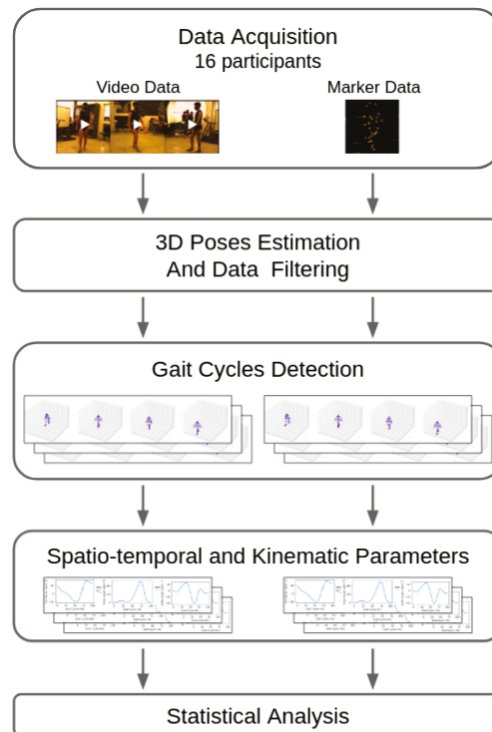 Data Acquisition
16 participants
Video Data
Marker Data
3D Poses Estimation
And Data Filtering
Gait Cycles Detection
Spatio-temporal and Kinematic Parameters
Statistical Analysis